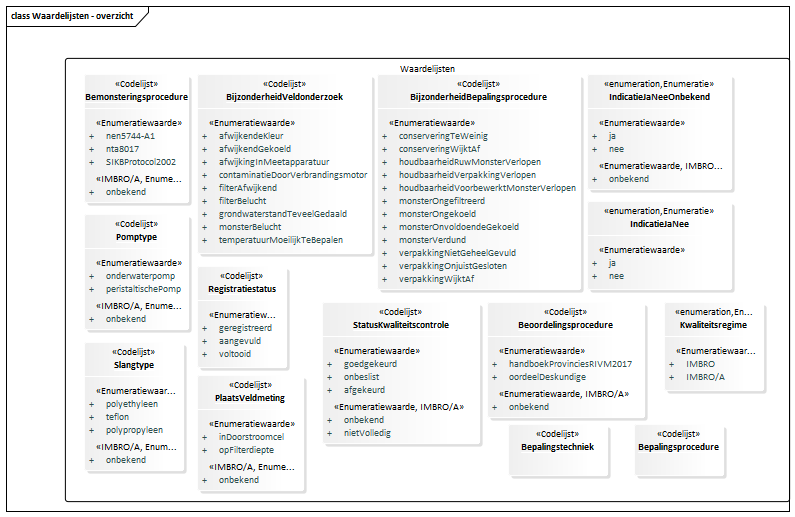 class Waardelijsten - overzicht
Waardelijsten
«Codelijst»
Bemonsteringsprocedure
«Enumeratiewaarde»
+ nen5744-A1
+ ntaB017
+ SIKBProtocol2002
«IMBRO/A, Enume...
+ onbekend
«Codelijst»
BijzonderheidVeldonderzoek
«Enumeratiewaarde»
+ afwijkendeKleur
+ afwijkendGekoeld
+ afwijkingInMeetapparatuur
+ contaminatieDoorVerbrandingsmotor
+ filterAfwijkend
+ filterBelucht
+ grondwaterstandTeveelGedaald
+ monsterBelucht
+ temperatuurMoeilijkTeBepalen
«Codelijst»
BijzonderheidBepalingsprocedure
«Enumeratiewaarde»
+ conserveringTeWeinig
+ conserveringWijktAf
+ houdbaarheidRuwMonsterVerlopen
+ houdbaarheidVerpakkingVerlopen
+ houdbaarheidVoorbewerktMonsterVerlopen
+ monsterOngefiltreerd
+ monsterOngekoeld
+ monsterOnvoldoendeGekoeld
+ monsterVerdund
+ verpakkingNietGeheelGevuld
+ verpakkingOnjuistGesloten
+ verpakkingWijktAf
«enumeration,Enumeratie»
IndicatieJaNeeOnbekend
«Enumeratiewaarde»
+ ja
+ nee
«Enumeratiewaarde, IMBRO...
+ onbekend
«Codelijst»
Pomptype
«Enumeratiewaarde»
+ onderwaterpomp
+ peristaltischePomp
«IMBRO/A, Enume...
+ onbekend
«enumeration,Enumeratie»
IndicatieJaNee
«Enumeratiewaarde»
+ ja
+ nee
«Codelijst»
Registratiestatus
«Enumeratiew...
+ geregistreerd
+ aangevuld
+ voltooid
«Codelijst»
StatusKwaliteitscontrole
«Enumeratiewaarde»
+ goedgekeurd
+ onbeslist
+ afgekeurd
«Enumeratiewaarde, IMBRO/A»
+ onbekend
+ nietVolledig
«Codelijst»
Beoordelingsprocedure
«Enumeratiewaarde»
+ handboekProvinciesRIVM2017
+ oordeelDeskundige
«Enumeratiewaarde, IMBRO/A»
+ onbekend
«enumeration,En...
Kwaliteitsregime
«Enumeratiewaar...
+ IMBRO
+ IMBRO/A
«Codelijst»
Slangtype
«Enumeratiewaar...
+ polyethyleen
+ teflon
+ polypropyleen
«IMBRO/A, Enum...
+ onbekend
«Codelijst»
PlaatsVeldmeting
«Enumeratiewaarde»
+ inDoorstroomcel
+ opFilterdiepte
«IMBRO/A, Enume...
+ onbekend
«Codelijst»
Bepalingstechniek
«Codelijst»
Bepalingsprocedure